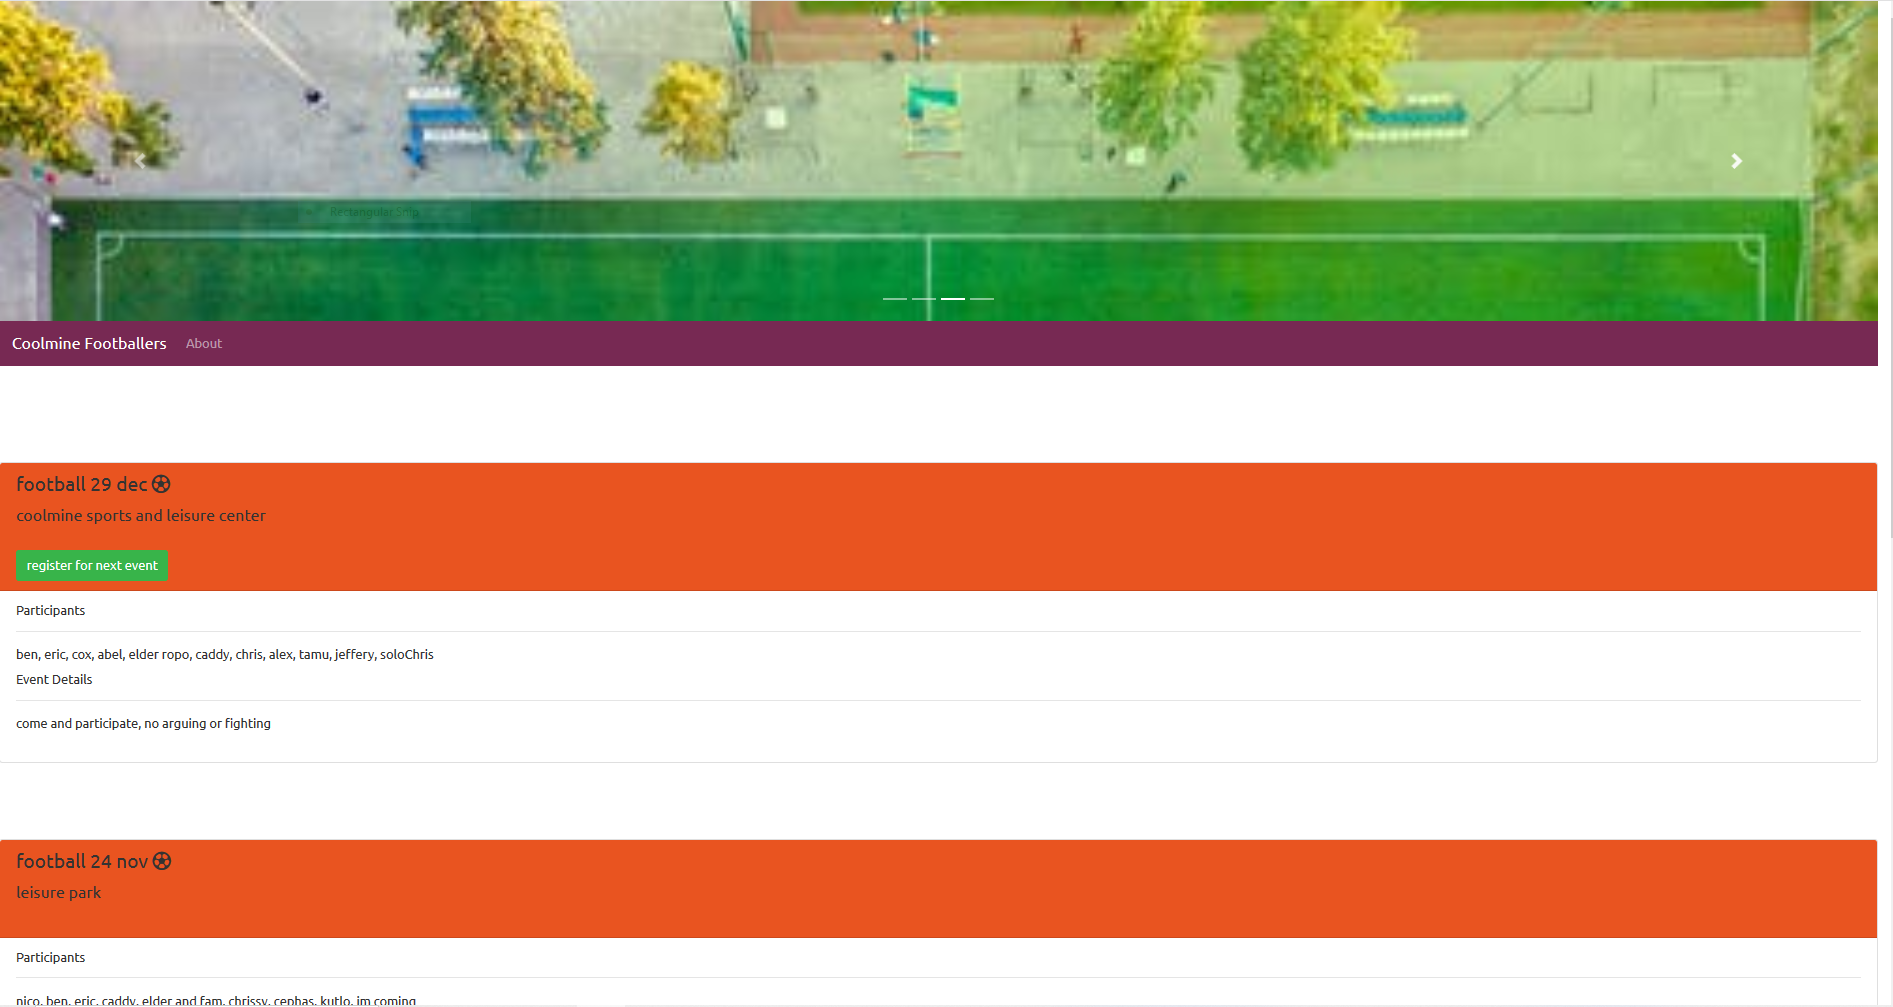 Rectangular Snip
Coolmine Footballers About
football 29 dec
coolmine sports and leisure center
register for next event
Participants
ben, eric, cox, abel, elder ropo, caddy, chris, alex, tamu, jeffery, soloChris
Event Details
come and participate, no arguing or fighting
football 24 nov
leisure park
Participants
nico, ben, eric, caddy, elder and fam, chrissy, cephas, kutlo, im coming